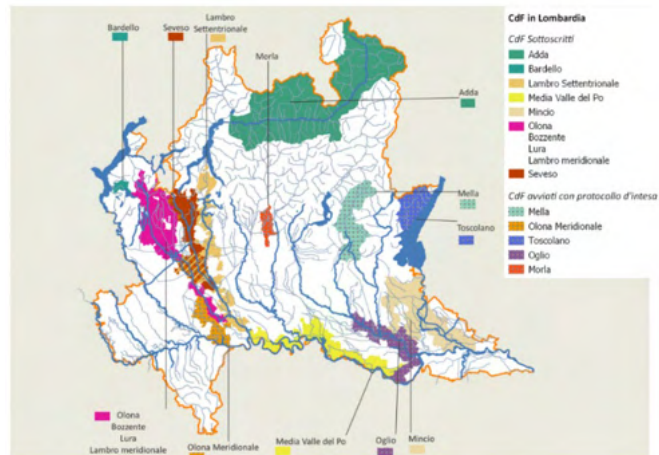 Lambro
Settentrionale
Bardello
Seveso
Morla
Adda
Mella
Toscolano
Olona
Bozzente
Lura
Lambro meridionale
Olona Meridionale
Media Valle del Po
Oglio
Mincio
CdF in Lombardia
CdF Sottoscritti
Adda
Bardello
Lambro Settentrionale
Media Valle del Po
Mincio
Olona
Bozzente
Lura
Lambro meridionale
Seveso
CdF avviati con protocollo d'intesa
Mella
Olona Meridionale
Toscolano
Oglio
Morla